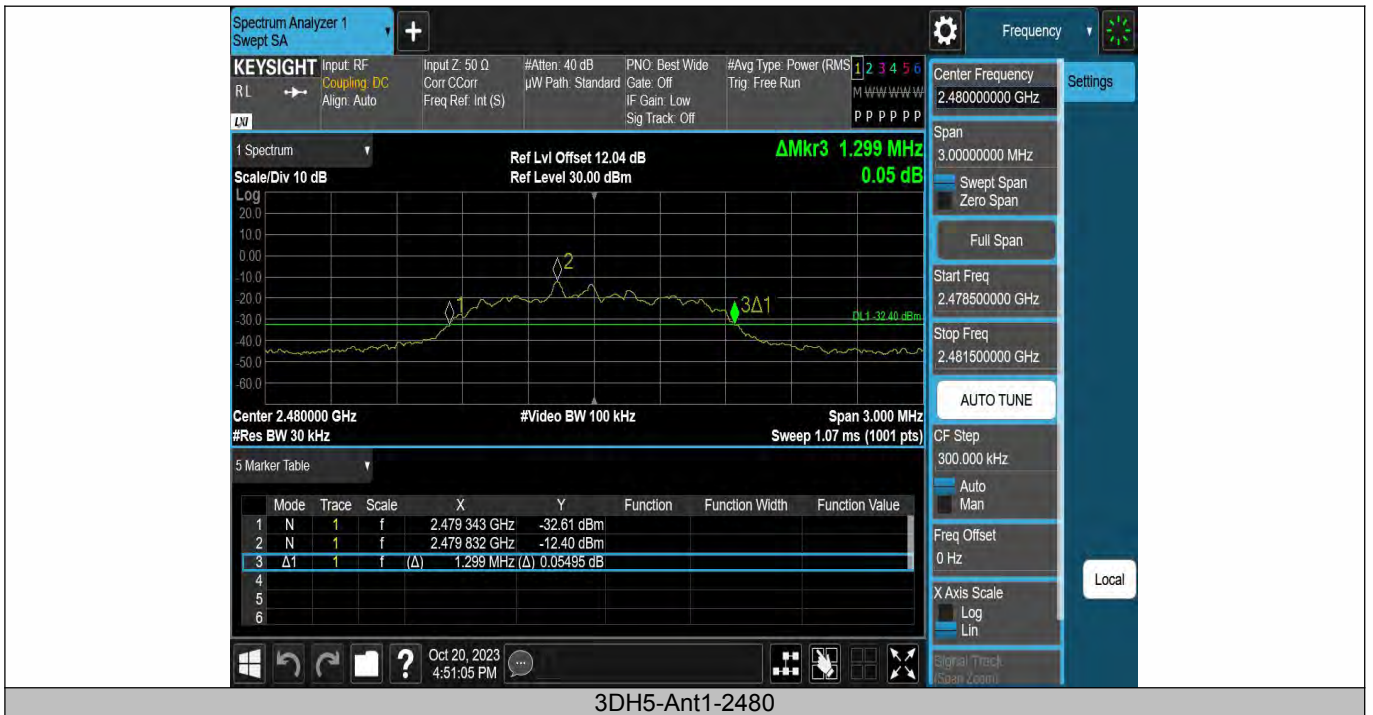 Spectrum Analyzer 1
Swept SA
+
Frequency
KEYSIGHT
RL
LXI
Input: RF
Coupling: DC
Align: Auto
Input Z: 50 Ω
Corr CCorr
Freq Ref: Int (S)
#Atten: 40 dB
µW Path: Standard
PNO: Best Wide
Gate: Off
IF Gain: Low
Sig Track: Off
#Avg Type: Power (RMS
Trig: Free Run
1 2 3 4 5 6
M W W W W W
P P P P P P
1 Spectrum
Scale/Div 10 dB
Ref Lvl Offset 12.04 dB
Ref Level 30.00 dBm
ΔMkr3 1.299 MHz
0.05 dB
Log
20.0
10.0
0.00
-10.0
-20.0
-30.0
-40.0
-50.0
-60.0
1
2
3Δ1
DL1 -32.40 dBm
Center 2.480000 GHz
#Video BW 100 kHz
Span 3.000 MHz
#Res BW 30 kHz
Sweep 1.07 ms (1001 pts)
5 Marker Table
Mode Trace Scale X Y Function Function Width Function Value
1 N 1 f 2.479 343 GHz -32.61 dBm
2 N 1 f 2.479 832 GHz -12.40 dBm
3 Δ1 1 f (Δ) 1.299 MHz (Δ) 0.05495 dB
4
5
6
?
Oct 20, 2023
4:51:05 PM
Center Frequency
2.480000000 GHz
Span
3.00000000 MHz
Swept Span
Zero Span
Full Span
Start Freq
2.478500000 GHz
Stop Freq
2.481500000 GHz
AUTO TUNE
CF Step
300.000 kHz
Auto
Man
Freq Offset
0 Hz
X Axis Scale
Log
Lin
Signal Track
(Span Zoom)
Settings
Local
3DH5-Ant1-2480